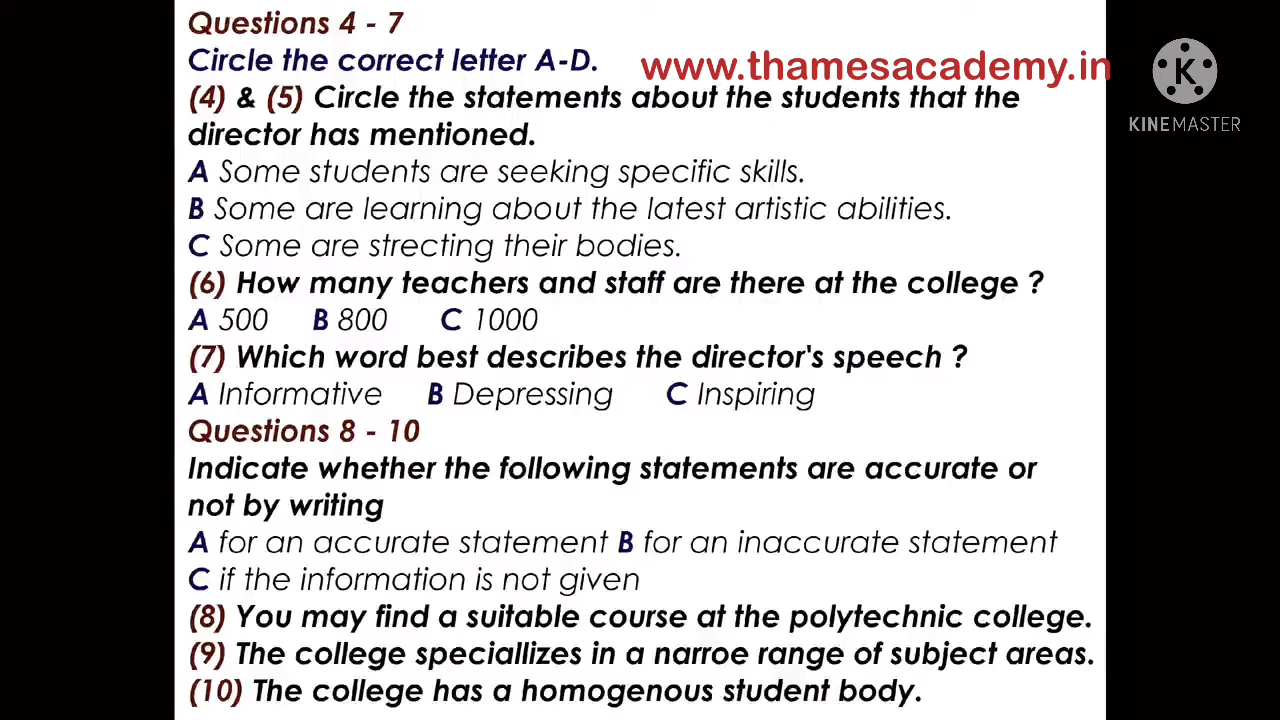 Questions 4 - 7
Circle the correct letter A-D.
www.thamesacademy.in
K
KINEMASTER
(4) & (5) Circle the statements about the students that the
director has mentioned.
A Some students are seeking specific skills.
B Some are learning about the latest artistic abilities.
C Some are strecting their bodies.
(6) How many teachers and staff are there at the college ?
A 500 B 800 C 1000
(7) Which word best describes the director's speech ?
A Informative B Depressing C Inspiring
Questions 8 - 10
Indicate whether the following statements are accurate or
not by writing
A for an accurate statement B for an inaccurate statement
C if the information is not given
(8) You may find a suitable course at the polytechnic college.
(9) The college speciallizes in a narroe range of subject areas.
(10) The college has a homogenous student body.